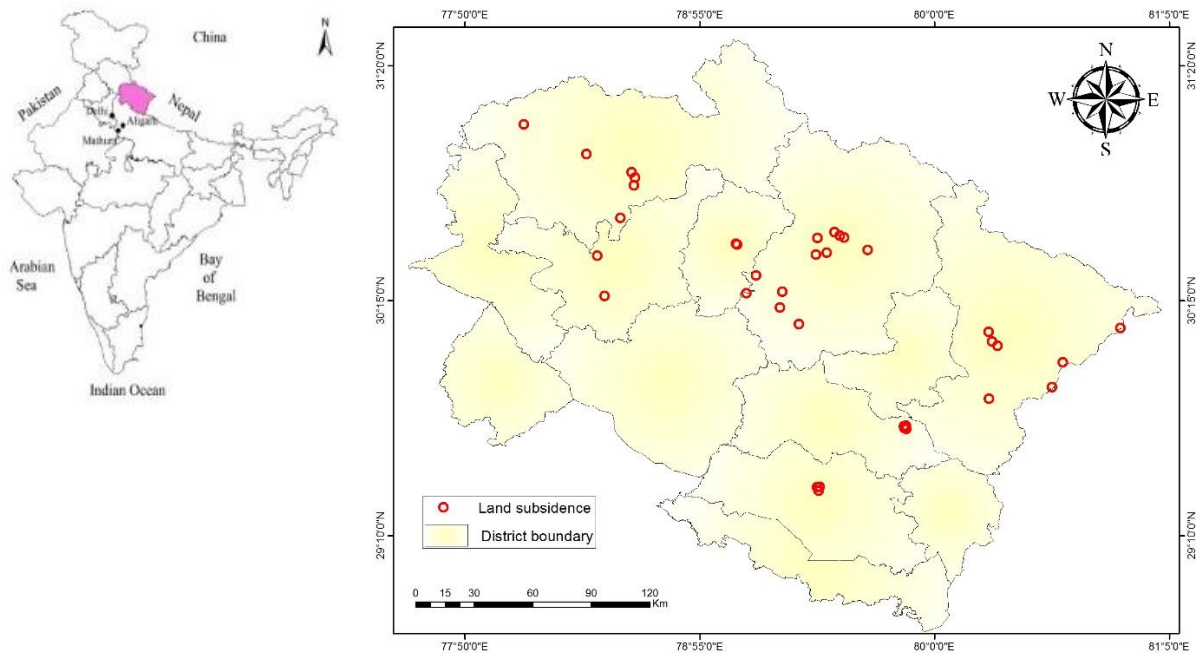 N
China
Pakistan
Nepal
Delhi
Aligarh
Mathura
Arabian
Sea
Bay
of
Bengal
Indian Ocean
77°50'0"E
78°55'0"E
80°0'0"E
81°5'0"E
31°20'0"N
31°20'0"N
N
W
E
S
30°15'0"N
30°15'0"N
29°10'0"N
29°10'0"N
Land subsidence
District boundary
0 15 30 60 90 120
Km
77°50'0"E
78°55'0"E
80°0'0"E
81°5'0"E